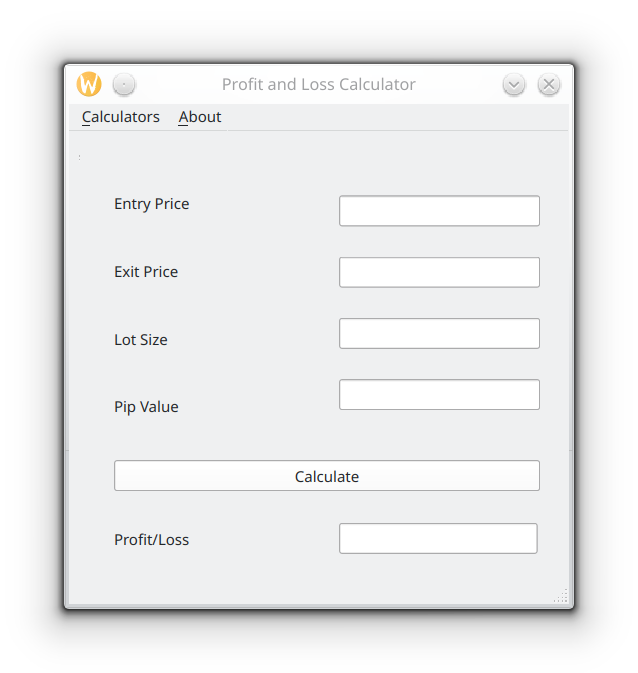 Profit and Loss Calculator
Calculators About
Entry Price
Exit Price
Lot Size
Pip Value
Calculate
Profit/Loss